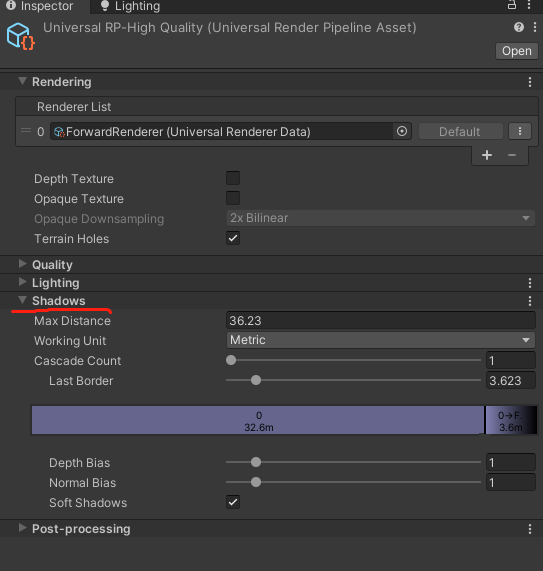 Inspector Lighting
Universal RP-High Quality (Universal Render Pipeline Asset)
Open
Rendering
Renderer List
0 ForwardRenderer (Universal Renderer Data) Default
Depth Texture
Opaque Texture
Opaque Downsampling 2x Bilinear
Terrain Holes
Quality
Lighting
Shadows
Max Distance 36.23
Working Unit Metric
Cascade Count 1
Last Border 3.623
0 0→F.
32.6m 3.6m
Depth Bias 1
Normal Bias 1
Soft Shadows
Post-processing